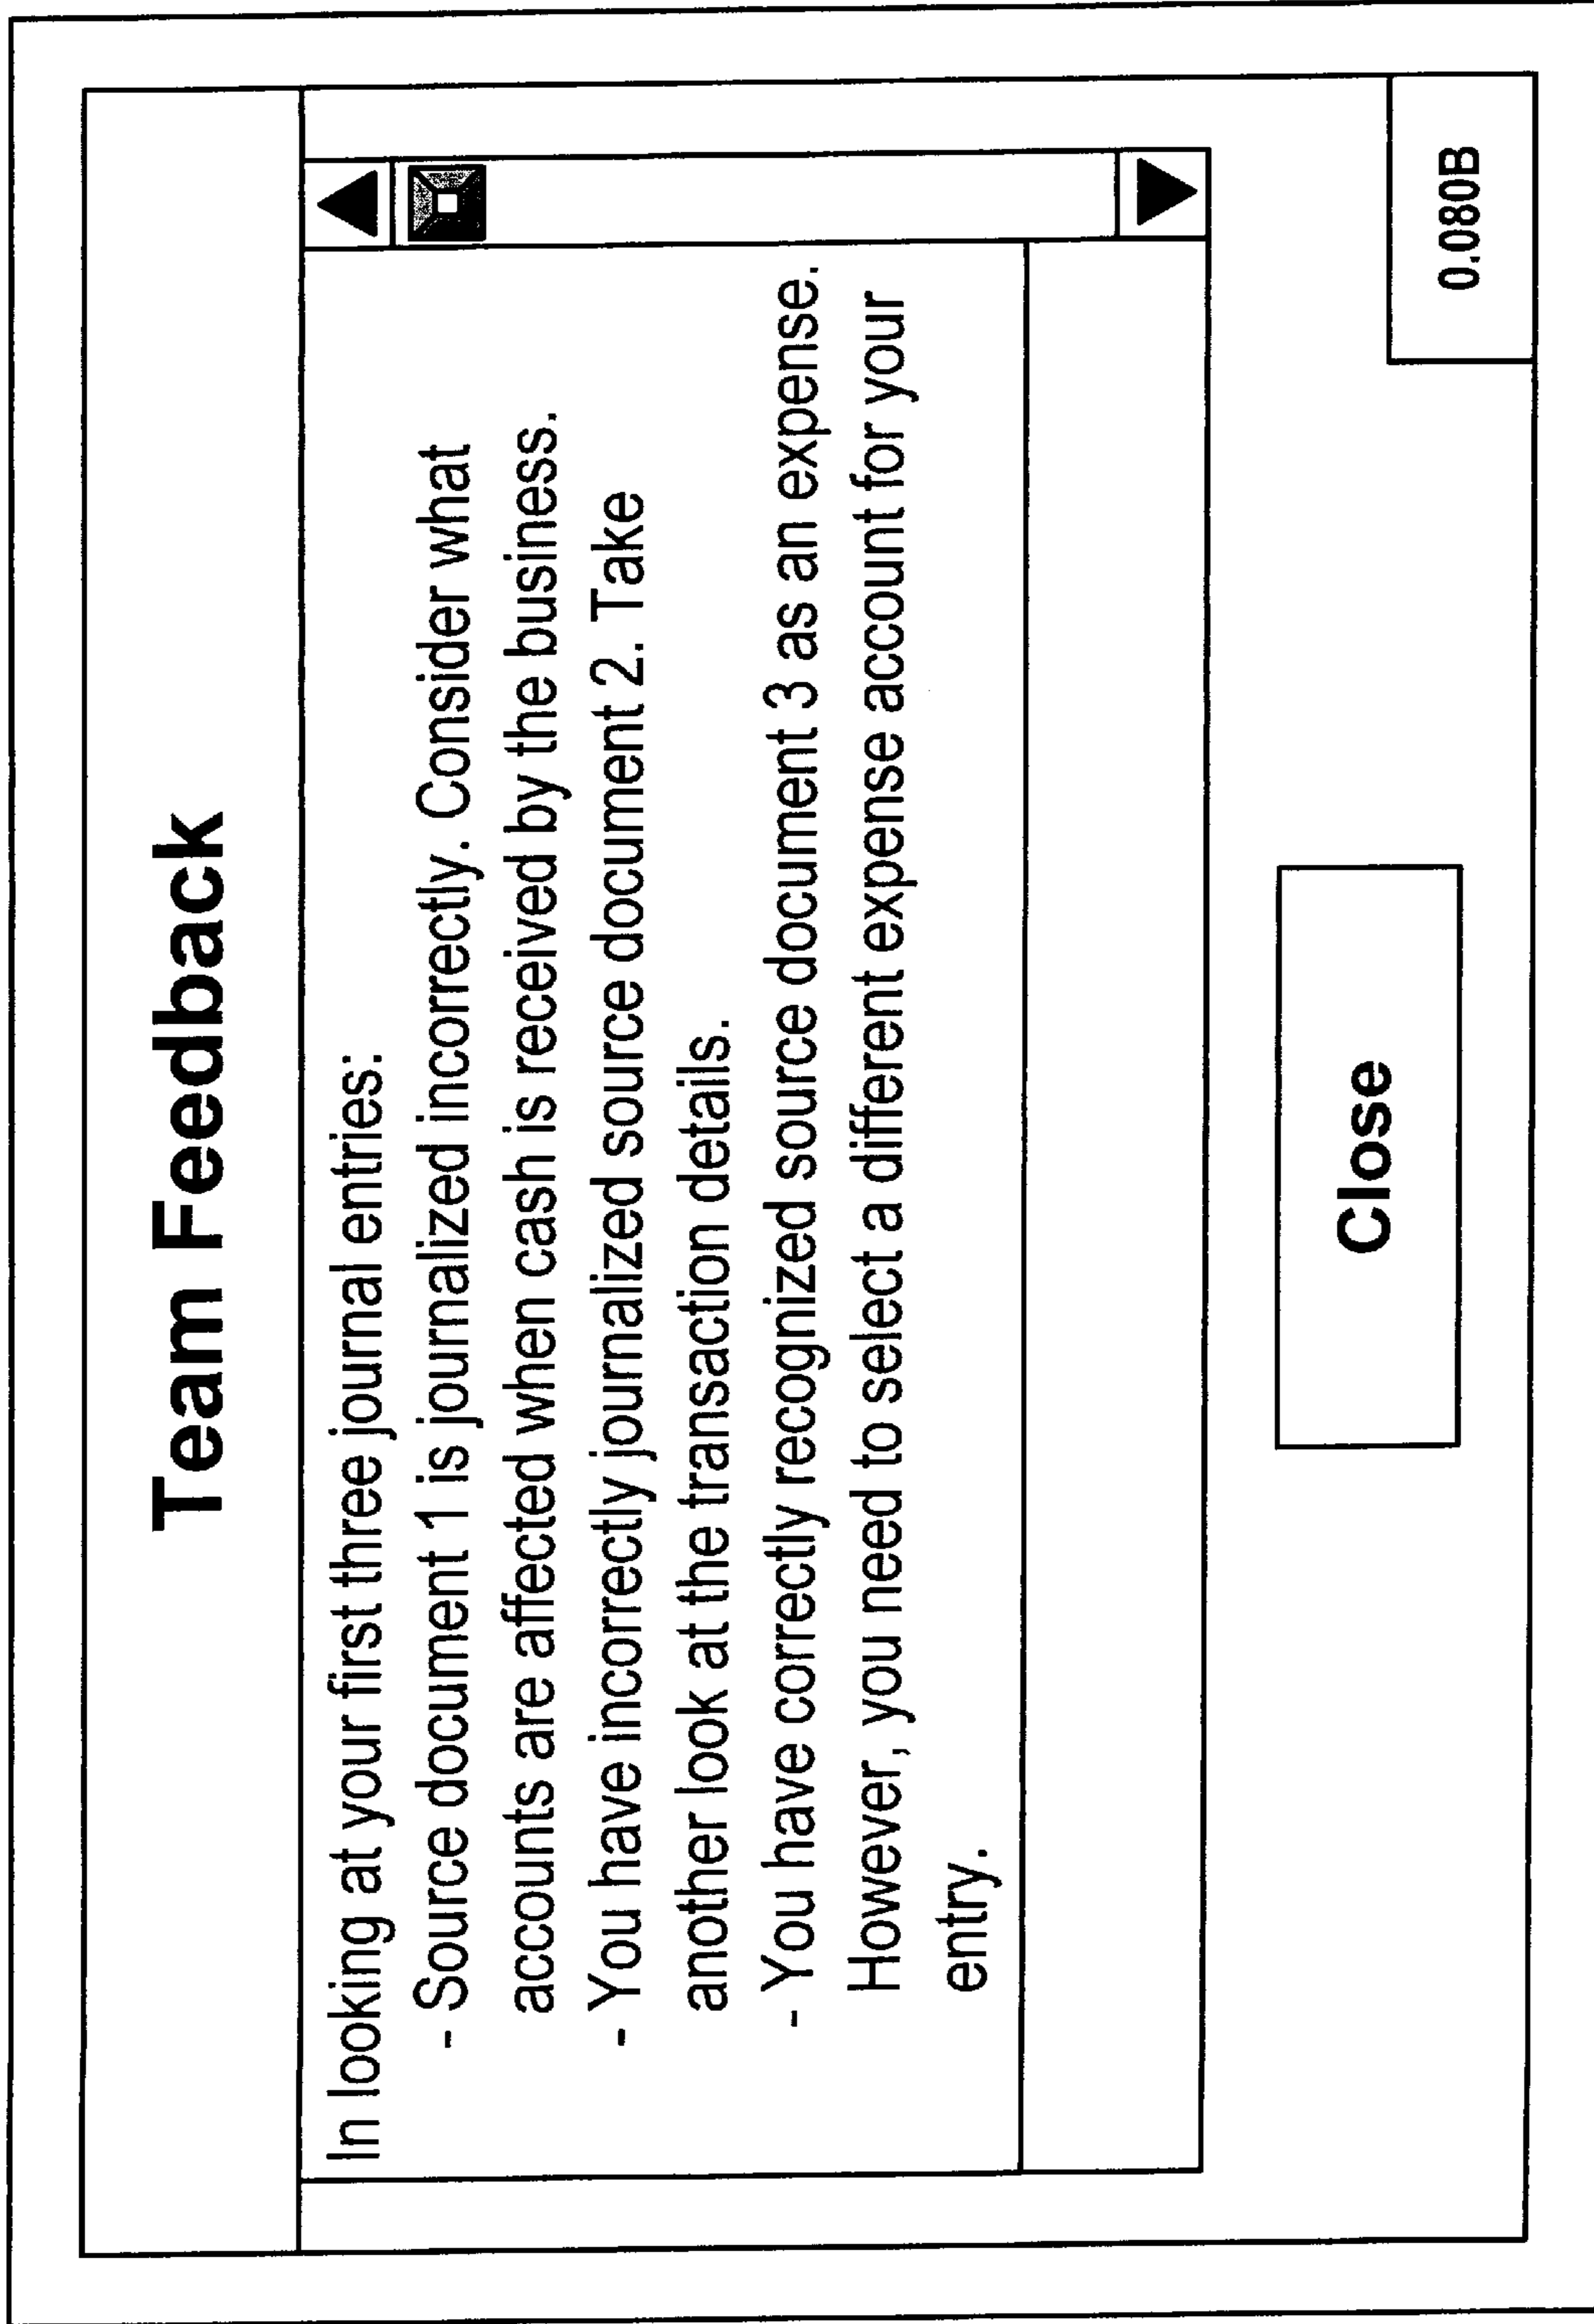 Team Feedback
In looking at your first three journal entries:
- Source document 1 is journalized incorrectly. Consider what
accounts are affected when cash is received by the business.
- You have incorrectly journalized source document 2. Take
another look at the transaction details.
- You have correctly recognized source document 3 as an expense.
However, you need to select a different expense account for your
entry.
Close
0.080B